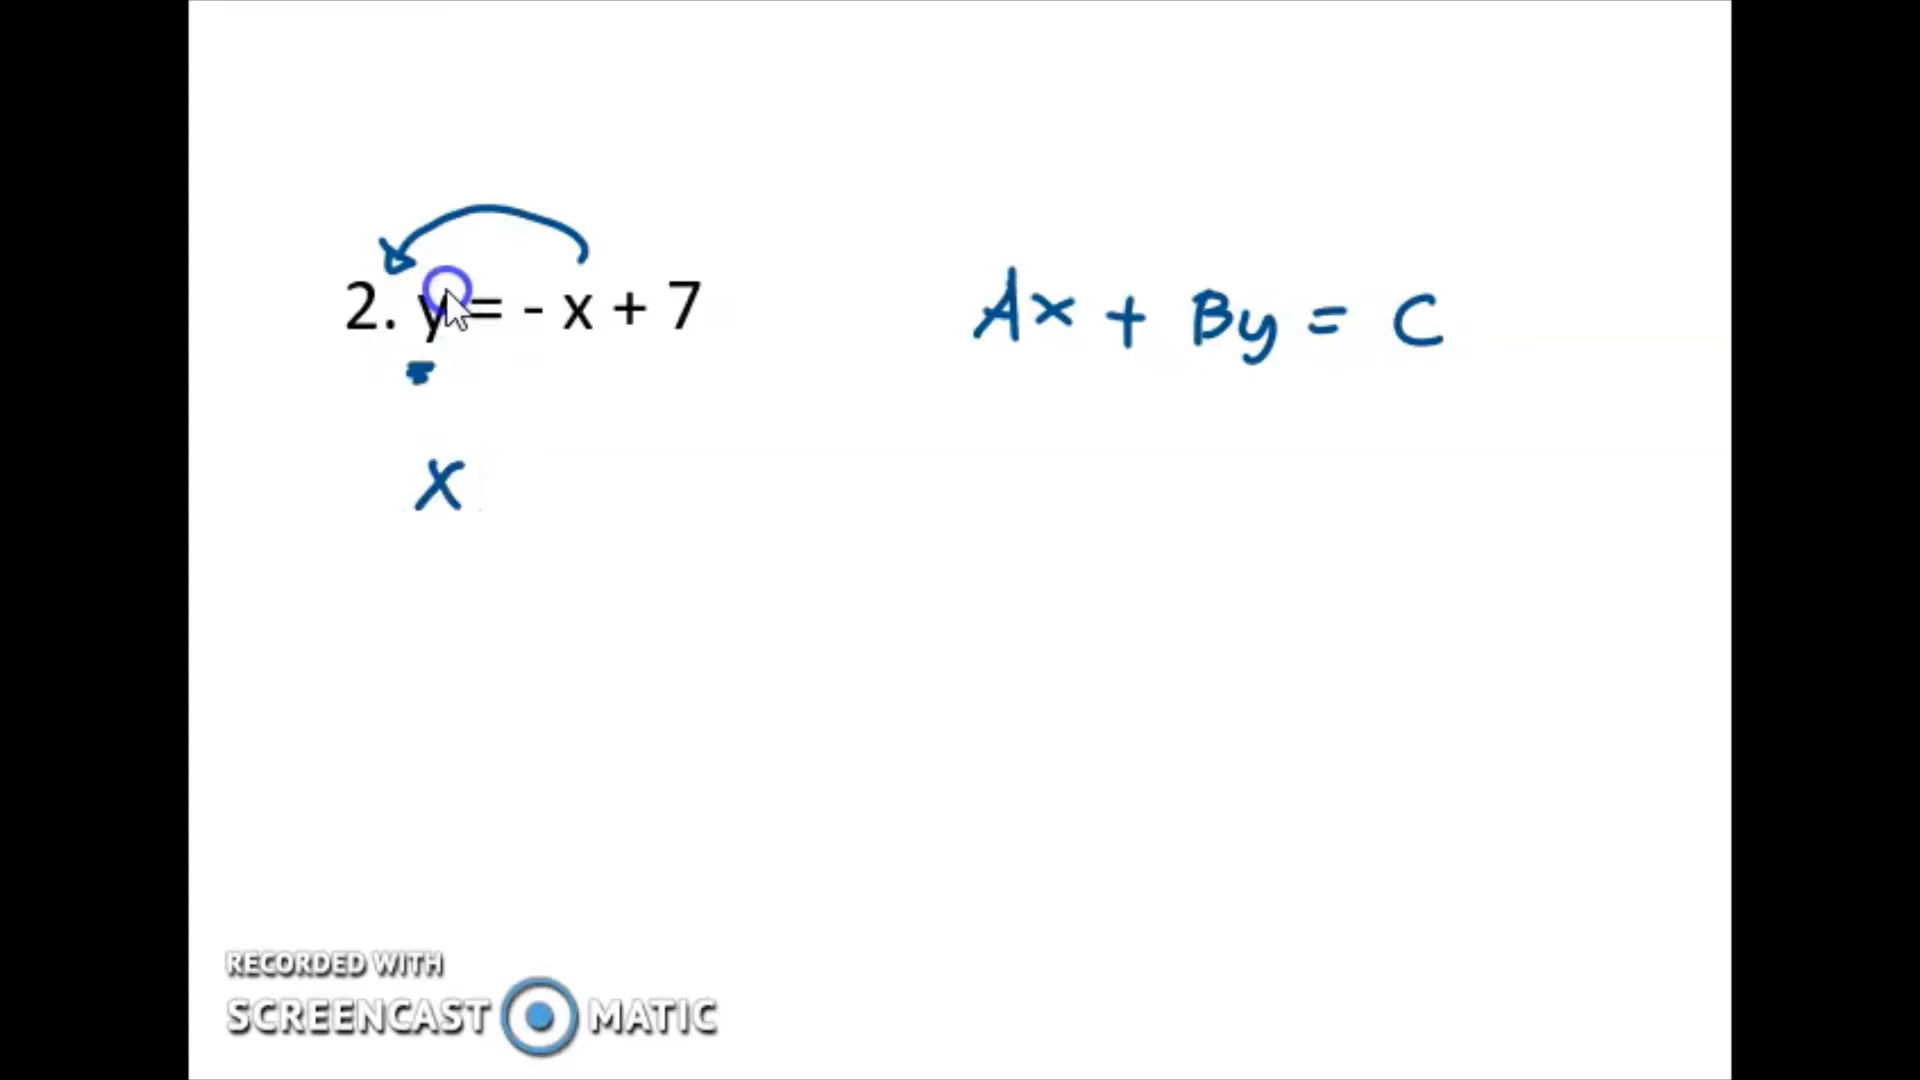 2. y = - x + 7
Ax + By = C
x
RECORDED WITH
SCREENCAST MATIC